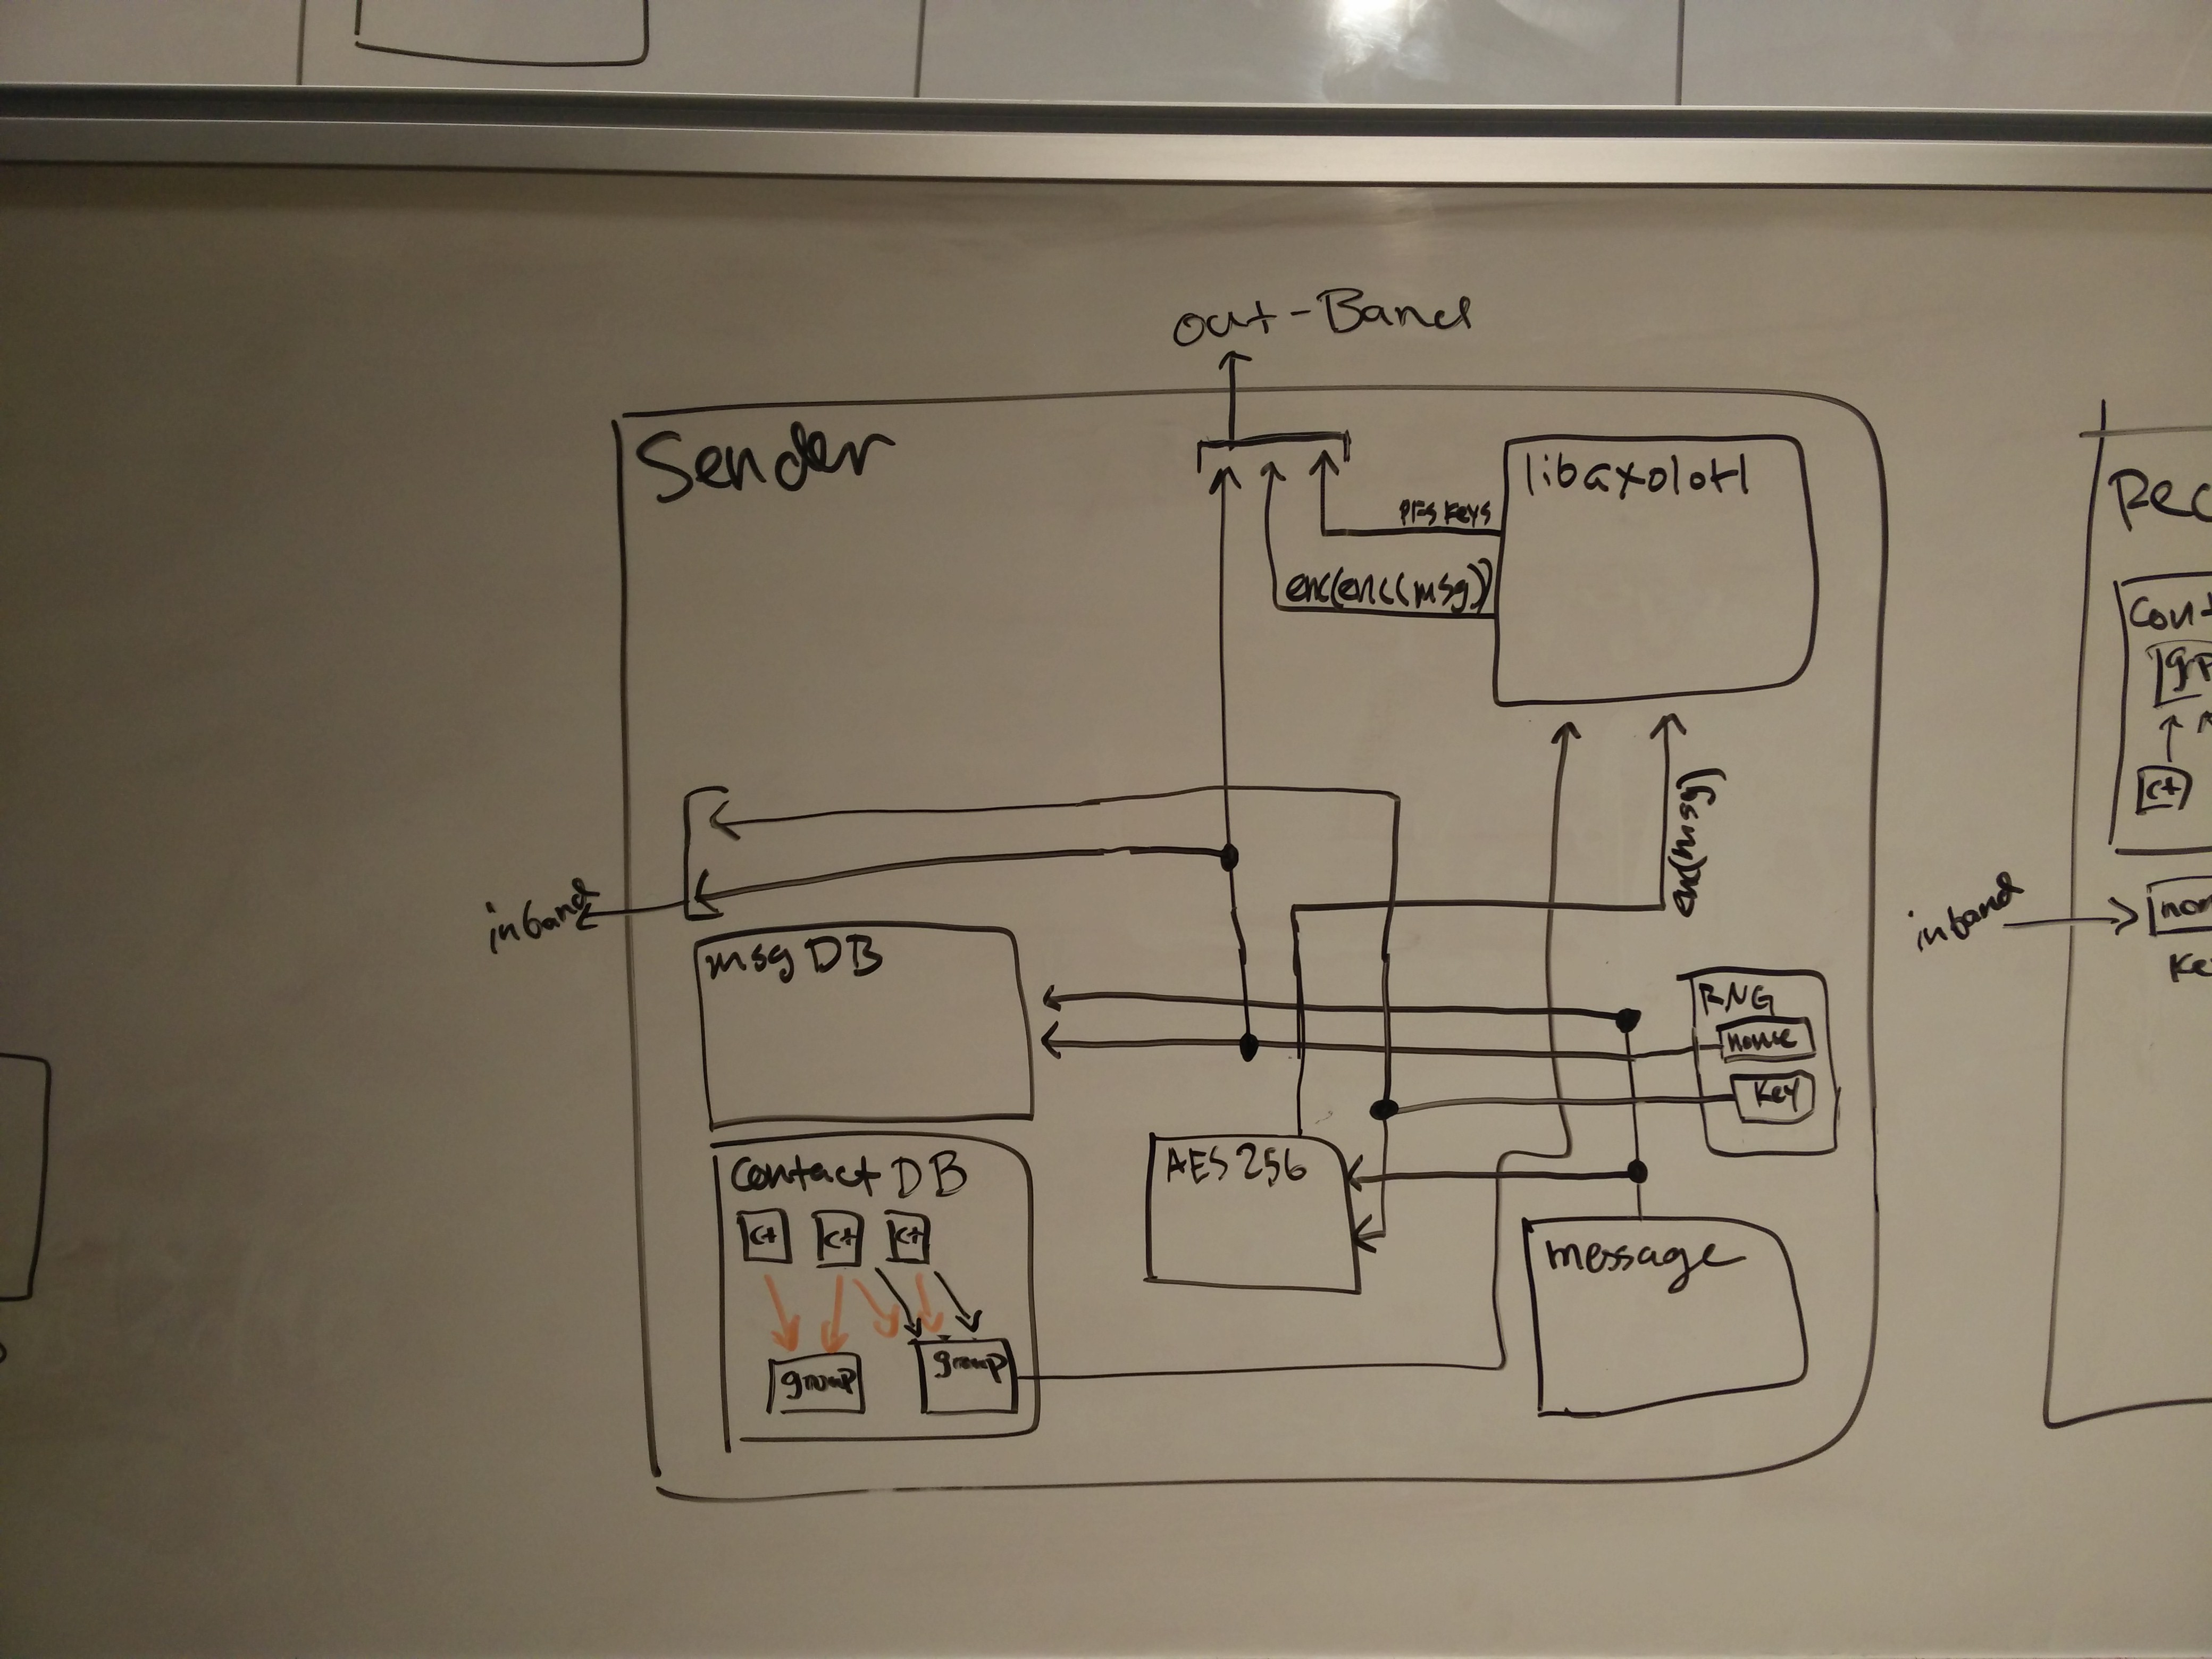 out-Band
Sender
libaxolotl
PFS Keys
enc(enc(msg))
enc(msg)
inband
msg DB
RNG
nonce
Key
Contact DB
ct
ct
ct
group
group
AES 256
message
Rec
Cont
grp
ct
inband
non
Ke